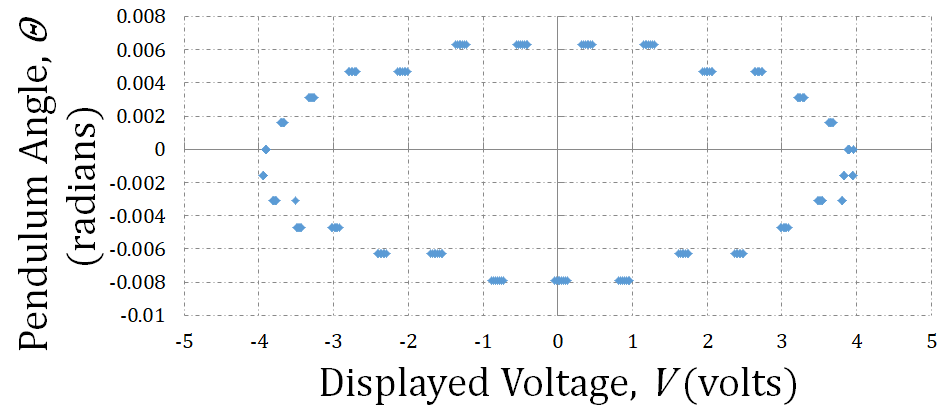 Pendulum Angle, Θ
(radians)
0.008
0.006
0.004
0.002
0
-0.002
-0.004
-0.006
-0.008
-0.01
-5 -4 -3 -2 -1 0 1 2 3 4 5
Displayed Voltage, V (volts)